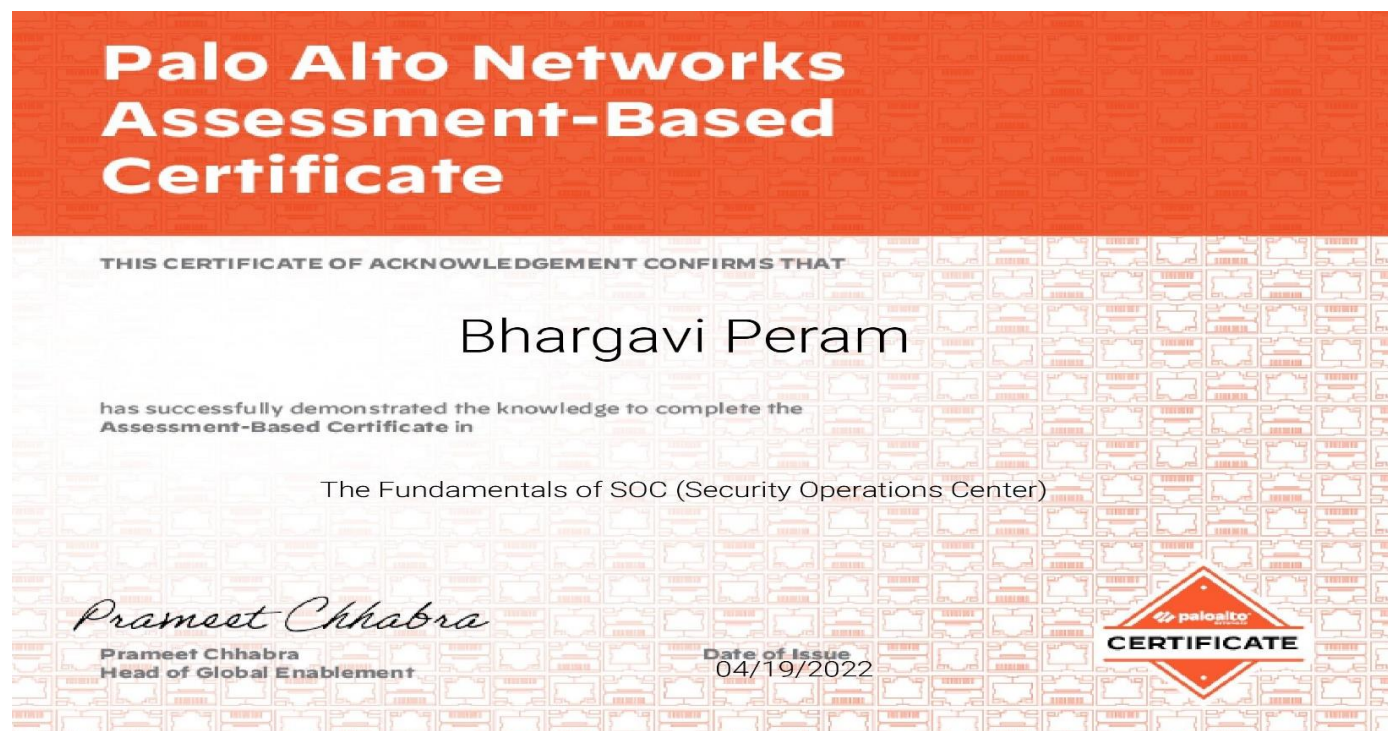 Palo Alto Networks
Assessment-Based
Certificate
THIS CERTIFICATE OF ACKNOWLEDGEMENT CONFIRMS THAT
Bhargavi Peram
has successfully demonstrated the knowledge to complete the
Assessment-Based Certificate in
The Fundamentals of SOC (Security Operations Center)
Prameet Chhabra
Prameet Chhabra
Head of Global Enablement
Date of Issue
04/19/2022
paloalto
NETWORKS
CERTIFICATE